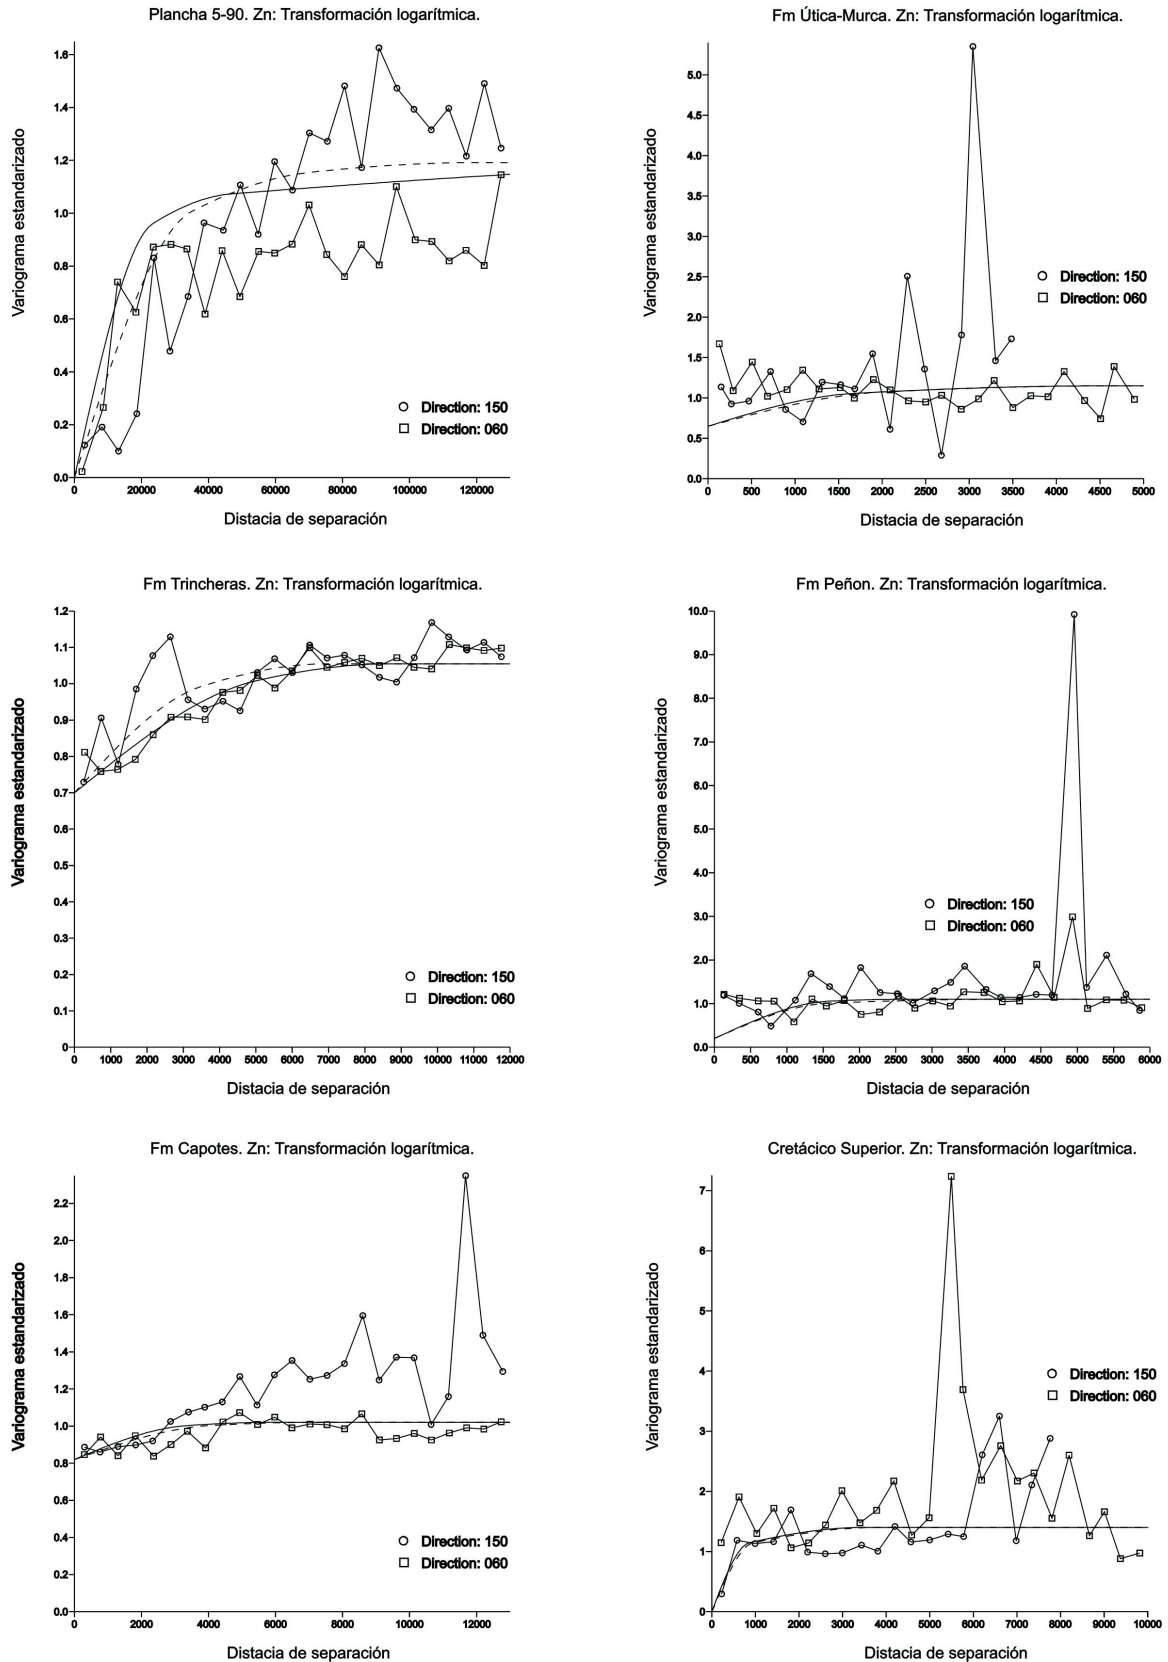 Plancha 5-90. Zn: Transformación logarítmica.
Variograma estandarizado
1.6
1.4
1.2
1.0
0.8
0.6
0.4
0.2
0.0
0 20000 40000 60000 80000 100000 120000
Direction: 150
Direction: 060
Distacia de separación
Fm Útica-Murca. Zn: Transformación logarítmica.
Variograma estandarizado
5.0
4.5
4.0
3.5
3.0
2.5
2.0
1.5
1.0
0.5
0.0
0 500 1000 1500 2000 2500 3000 3500 4000 4500 5000
Direction: 150
Direction: 060
Distacia de separación
Fm Trincheras. Zn: Transformación logarítmica.
Variograma estandarizado
1.2
1.1
1.0
0.9
0.8
0.7
0.6
0.5
0.4
0.3
0.2
0.1
0
0 1000 2000 3000 4000 5000 6000 7000 8000 9000 10000 11000 12000
Direction: 150
Direction: 060
Distacia de separación
Fm Peñon. Zn: Transformación logarítmica.
Variograma estandarizado
10.0
9.0
8.0
7.0
6.0
5.0
4.0
3.0
2.0
1.0
0.0
0 500 1000 1500 2000 2500 3000 3500 4000 4500 5000 5500 6000
Direction: 150
Direction: 060
Distacia de separación
Fm Capotes. Zn: Transformación logarítmica.
Variograma estandarizado
2.2
2.0
1.8
1.6
1.4
1.2
1.0
0.8
0.6
0.4
0.2
0.0
0 2000 4000 6000 8000 10000 12000
Direction: 150
Direction: 060
Distacia de separación
Cretácico Superior. Zn: Transformación logarítmica.
Variograma estandarizado
7
6
5
4
3
2
1
0
0 1000 2000 3000 4000 5000 6000 7000 8000 9000 10000
Direction: 150
Direction: 060
Distacia de separación